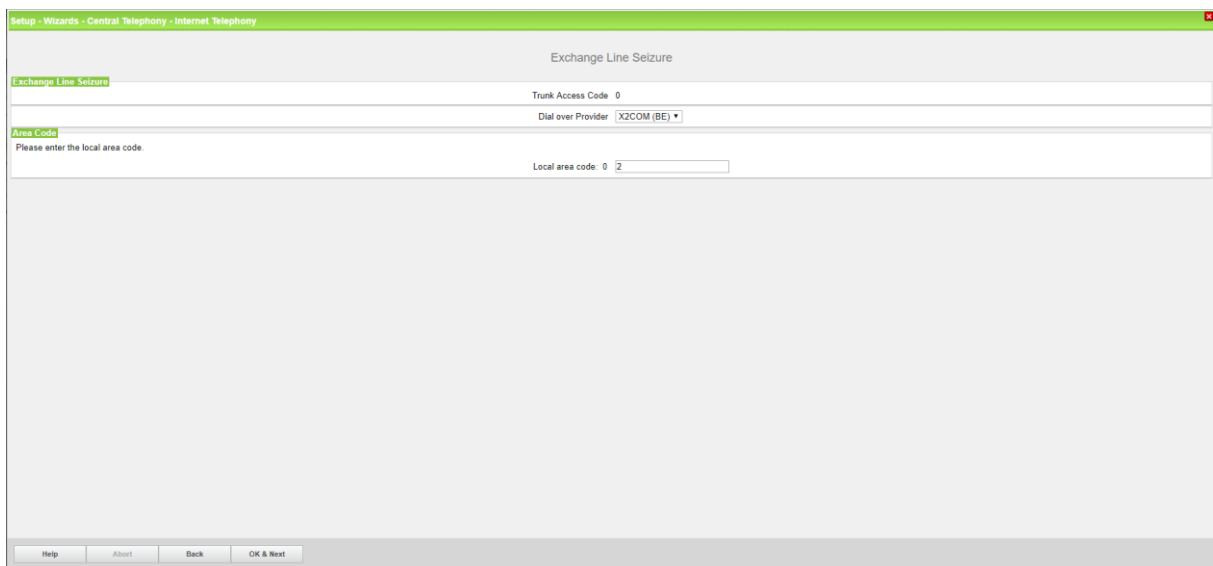 Setup - Wizards - Central Telephony - Internet Telephony
Exchange Line Seizure
Exchange Line Seizure
Trunk Access Code 0
Dial over Provider X2COM (BE)
Area Code
Please enter the local area code.
Local area code: 0 2
Help Abort Back OK & Next